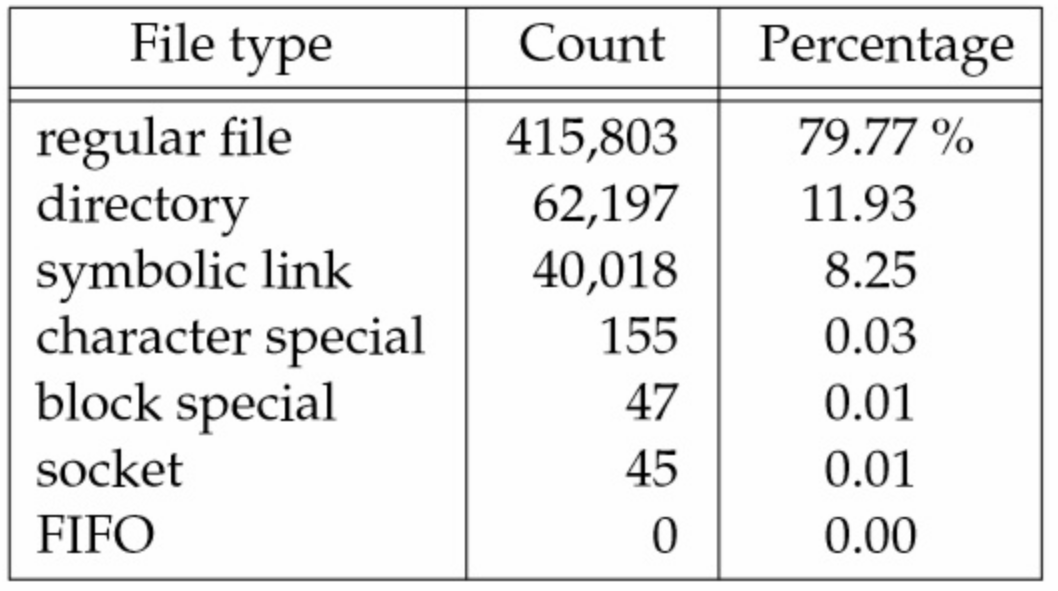 File type Count Percentage
regular file 415,803 79.77 %
directory 62,197 11.93
symbolic link 40,018 8.25
character special 155 0.03
block special 47 0.01
socket 45 0.01
FIFO 0 0.00